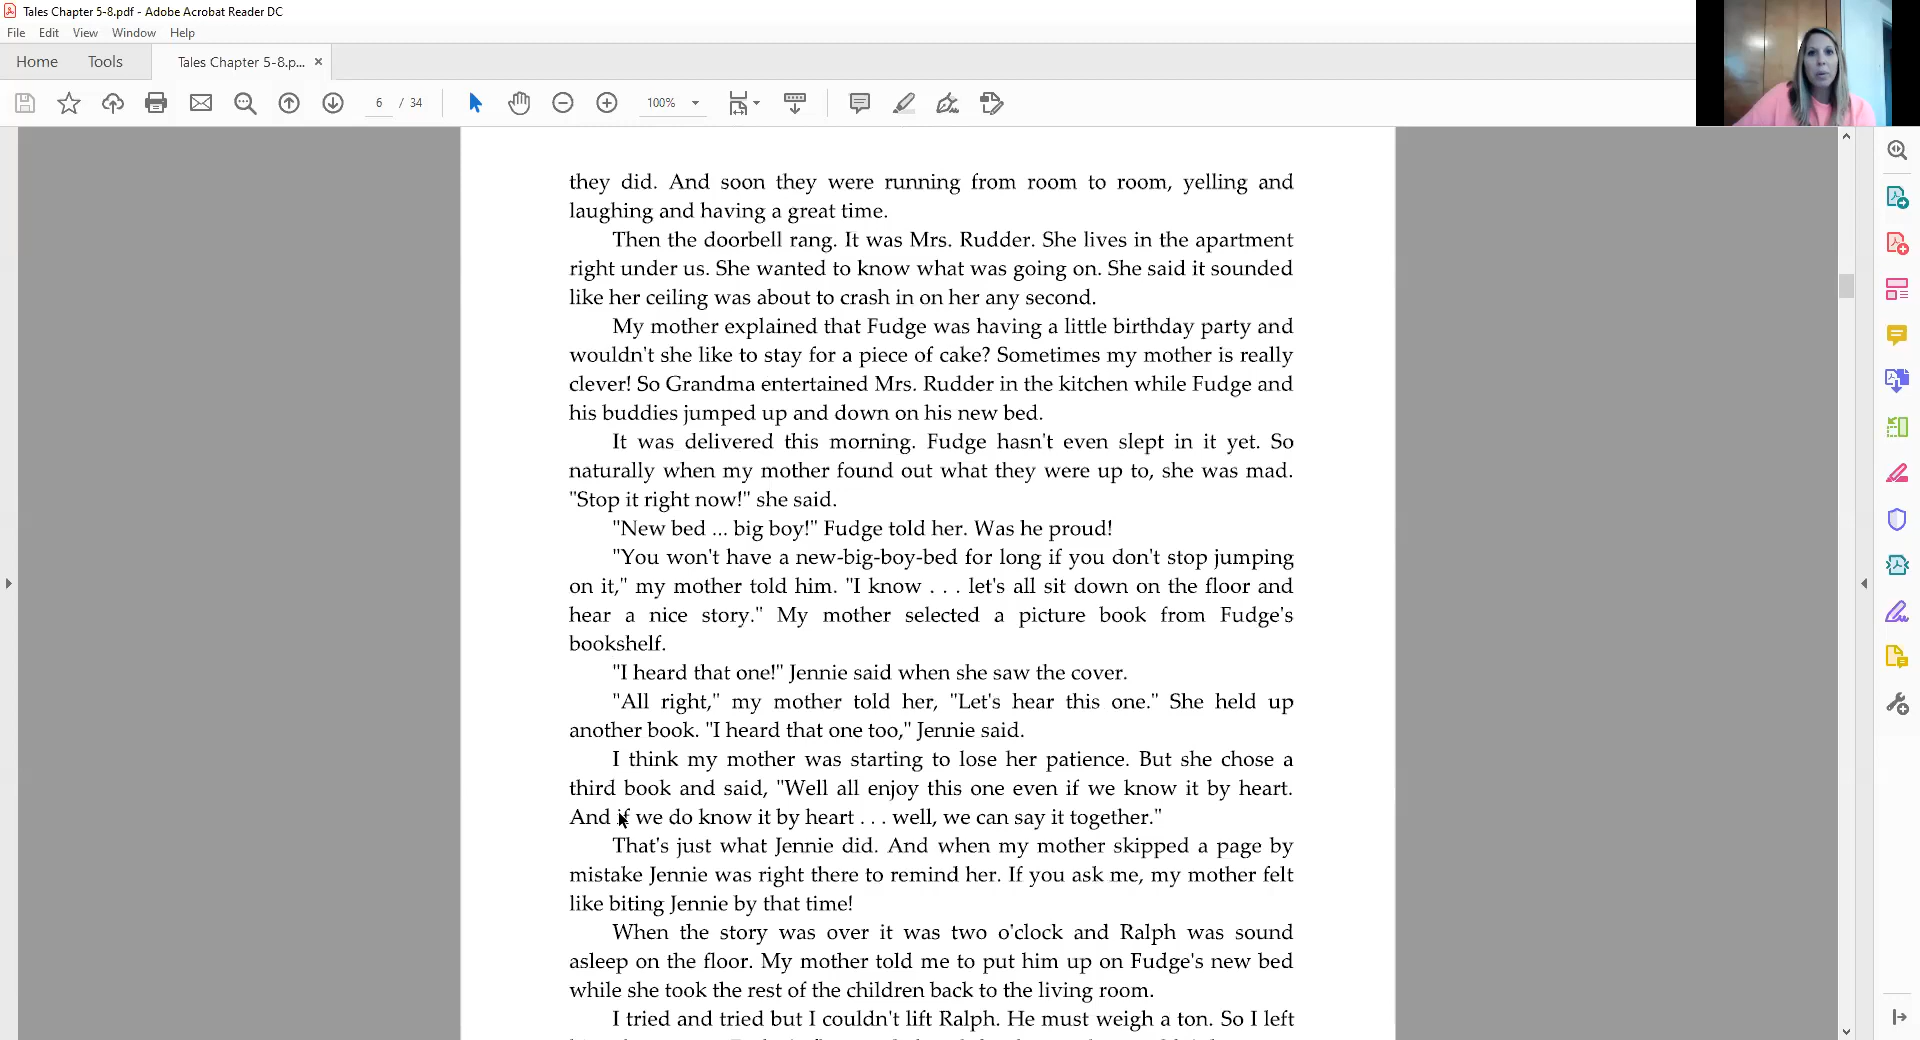 Tales Chapter 5-8.pdf - Adobe Acrobat Reader DC
File Edit View Window Help
Home Tools Tales Chapter 5-8.p... ×
6 / 34 100%
they did. And soon they were running from room to room, yelling and
laughing and having a great time.
Then the doorbell rang. It was Mrs. Rudder. She lives in the apartment
right under us. She wanted to know what was going on. She said it sounded
like her ceiling was about to crash in on her any second.
My mother explained that Fudge was having a little birthday party and
wouldn't she like to stay for a piece of cake? Sometimes my mother is really
clever! So Grandma entertained Mrs. Rudder in the kitchen while Fudge and
his buddies jumped up and down on his new bed.
It was delivered this morning. Fudge hasn't even slept in it yet. So
naturally when my mother found out what they were up to, she was mad.
"Stop it right now!" she said.
"New bed ... big boy!" Fudge told her. Was he proud!
"You won't have a new-big-boy-bed for long if you don't stop jumping
on it," my mother told him. "I know . . . let's all sit down on the floor and
hear a nice story." My mother selected a picture book from Fudge's
bookshelf.
"I heard that one!" Jennie said when she saw the cover.
"All right," my mother told her, "Let's hear this one." She held up
another book. "I heard that one too," Jennie said.
I think my mother was starting to lose her patience. But she chose a
third book and said, "Well all enjoy this one even if we know it by heart.
And if we do know it by heart . . . well, we can say it together."
That's just what Jennie did. And when my mother skipped a page by
mistake Jennie was right there to remind her. If you ask me, my mother felt
like biting Jennie by that time!
When the story was over it was two o'clock and Ralph was sound
asleep on the floor. My mother told me to put him up on Fudge's new bed
while she took the rest of the children back to the living room.
I tried and tried but I couldn't lift Ralph. He must weigh a ton. So I left